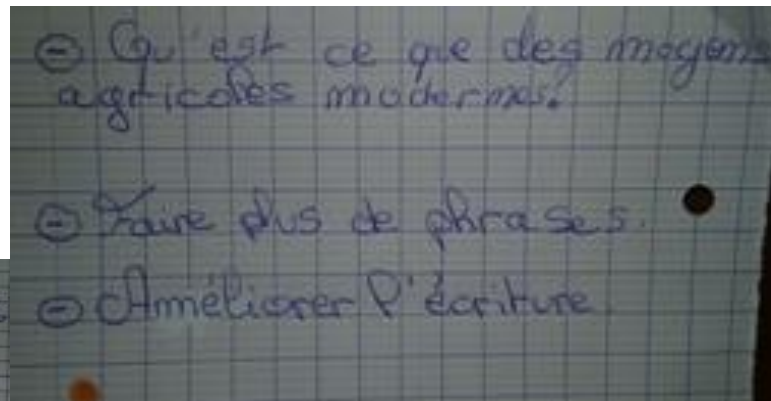 ⊖ Qu'est ce que des moyens
agricoles modernes?
⊖ Faire plus de phrases.
⊖ Améliorer l'écriture